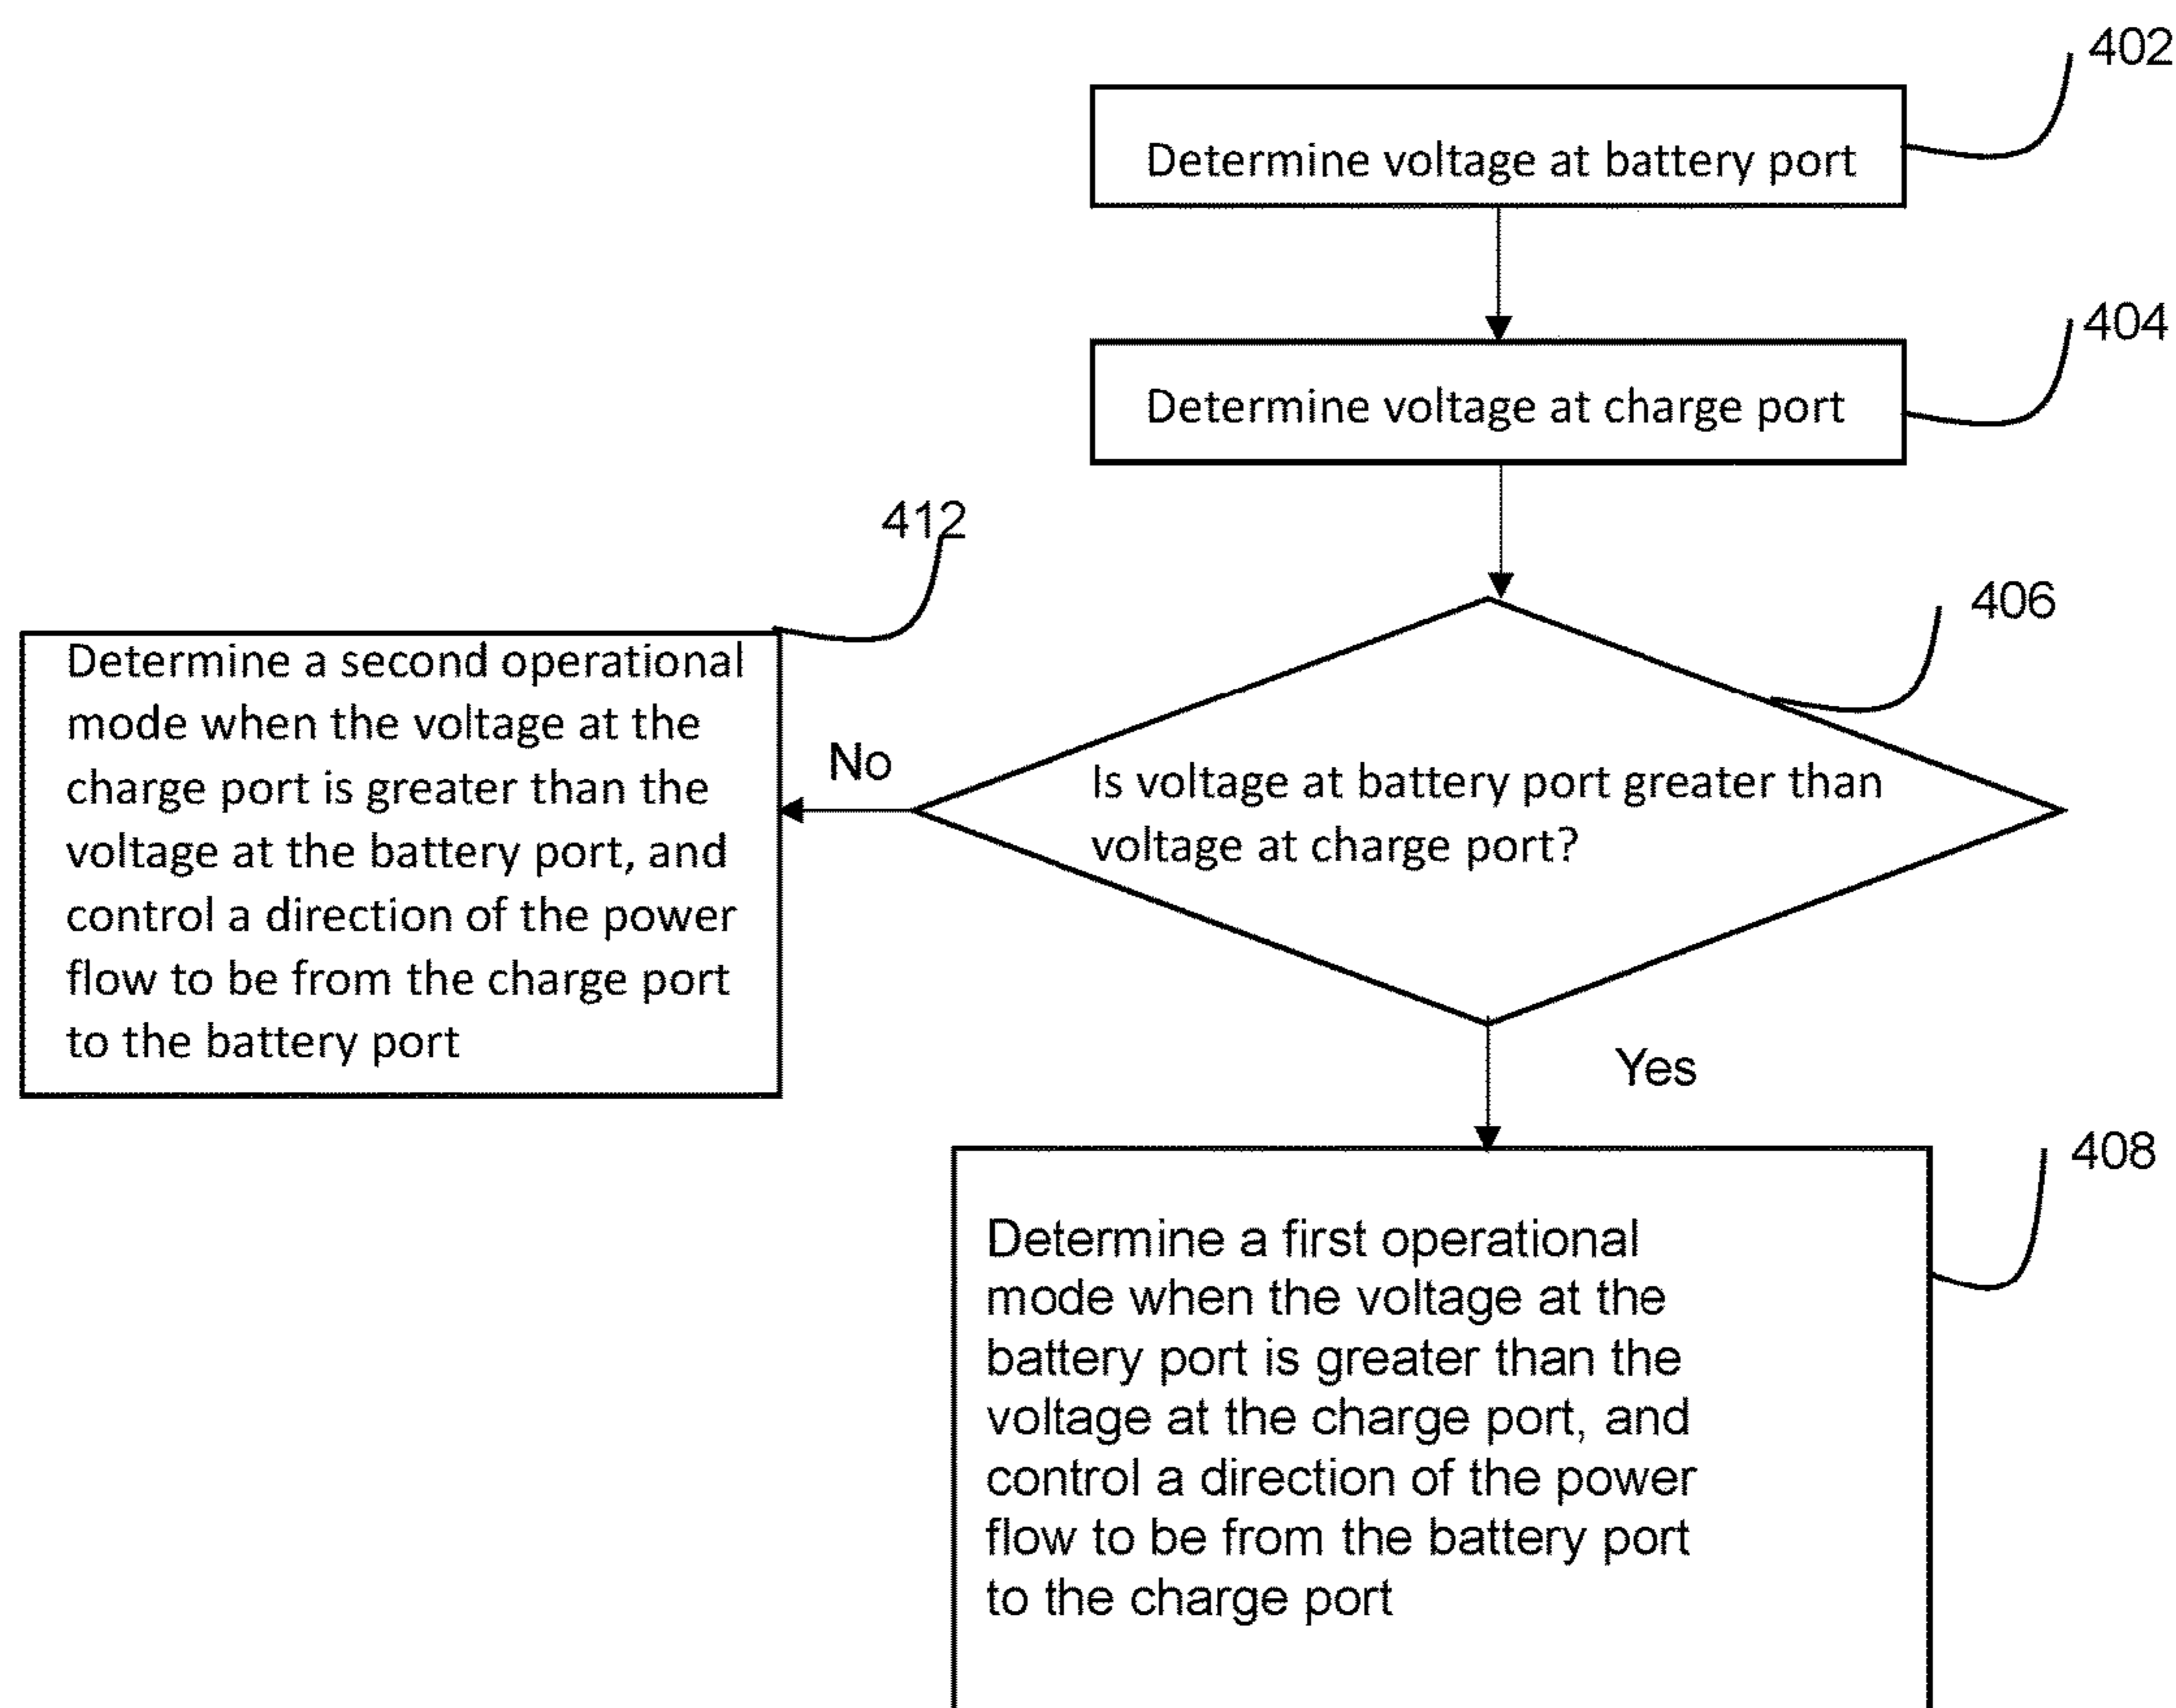 402
Determine voltage at battery port
404
Determine voltage at charge port
412
406
Determine a second operational
mode when the voltage at the
charge port is greater than the
voltage at the battery port, and
control a direction of the power
flow to be from the charge port
to the battery port
No
Is voltage at battery port greater than
voltage at charge port?
Yes
408
Determine a first operational
mode when the voltage at the
battery port is greater than the
voltage at the charge port, and
control a direction of the power
flow to be from the battery port
to the charge port